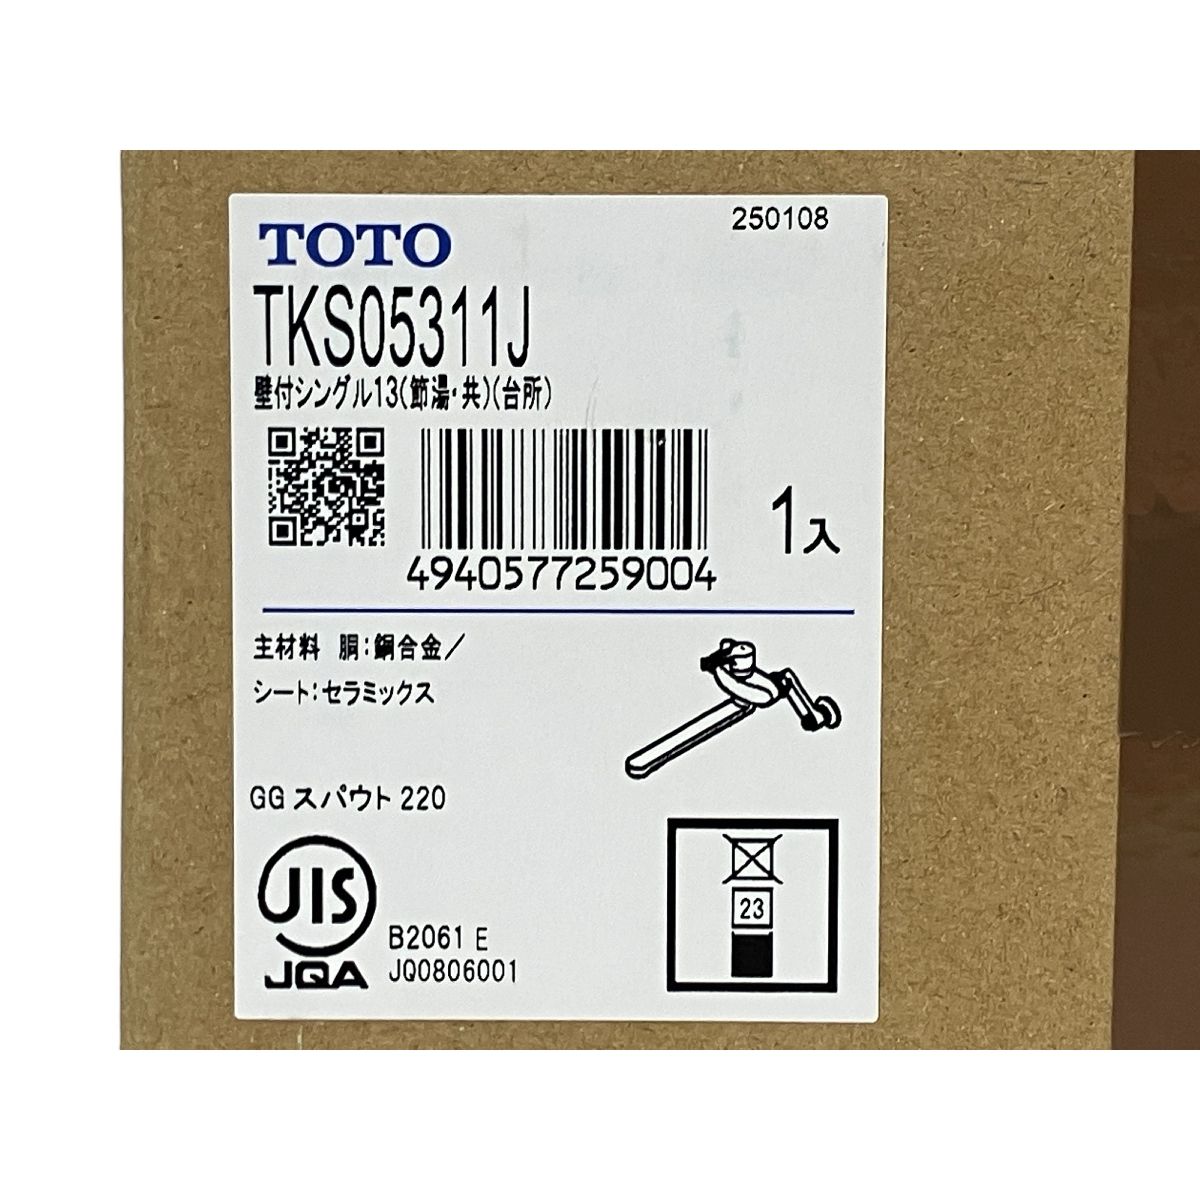 250108
TOTO
TKS05311J
壁付シングル13(節湯・共)(台所)
1入
4940577259004
主材料 胴:銅合金/
シート:セラミックス
GG スパウト 220
JIS
B2061 E
JQA
JQ0806001
23